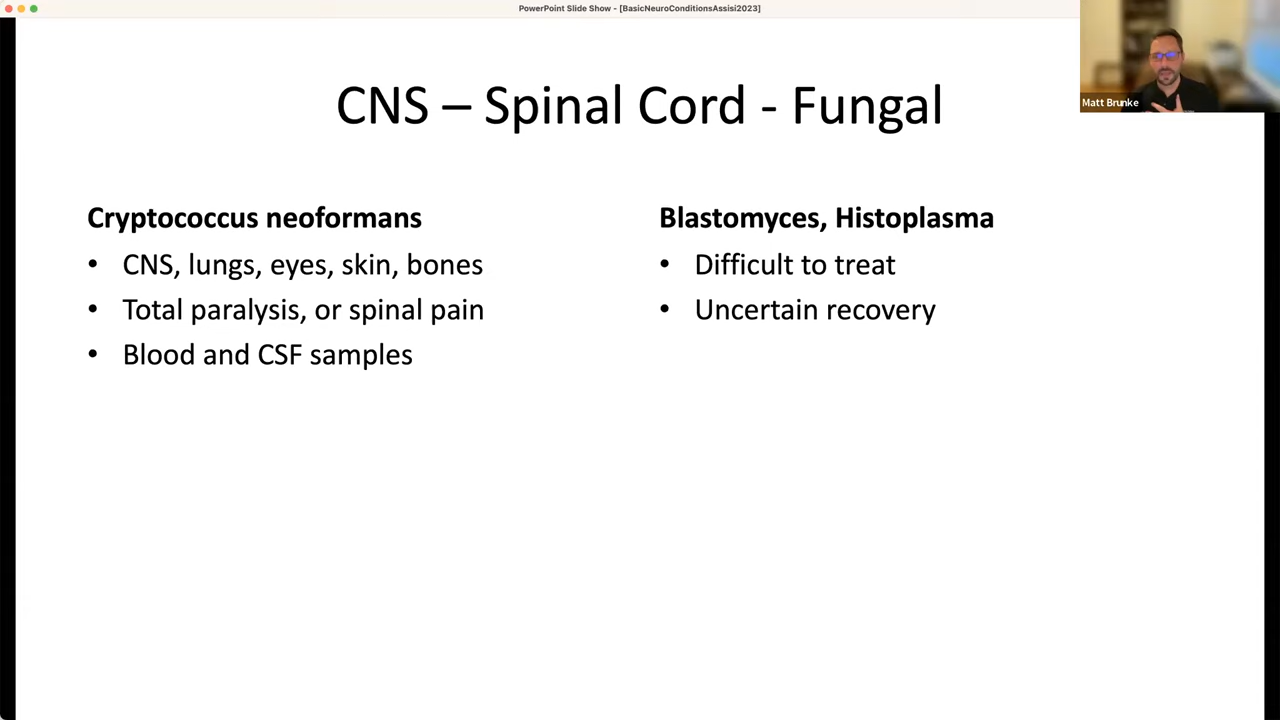 PowerPoint Slide Show - [BasicNeuroConditionsAssisi2023]
Matt Brunke
CNS – Spinal Cord - Fungal
Cryptococcus neoformans
• CNS, lungs, eyes, skin, bones
• Total paralysis, or spinal pain
• Blood and CSF samples
Blastomyces, Histoplasma
• Difficult to treat
• Uncertain recovery